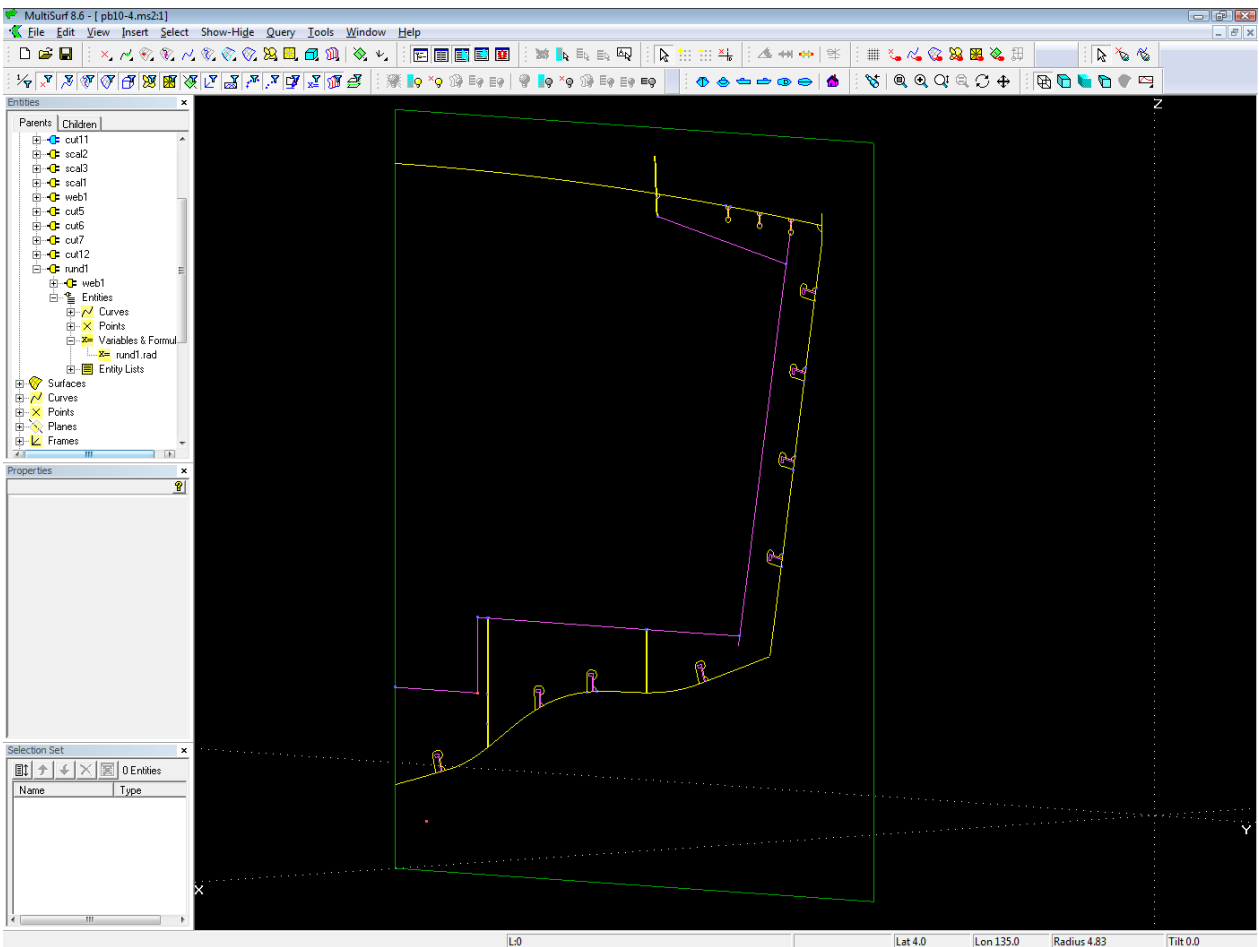 MultiSurf 8.6 - [ pb10-4.ms2:1]
File Edit View Insert Select Show-Hide Query Tools Window Help
Entities
Parents Children
cut11
scal2
scal3
scal1
web1
cut5
cut6
cut7
cut12
rund1
web1
Entities
Curves
Points
Variables & Formul
rund1.rad
Entity Lists
Surfaces
Curves
Points
Planes
Frames
Properties
Selection Set
0 Entities
Name Type
Z
Y
X
L:0 Lat 4.0 Lon 135.0 Radius 4.83 Tilt 0.0